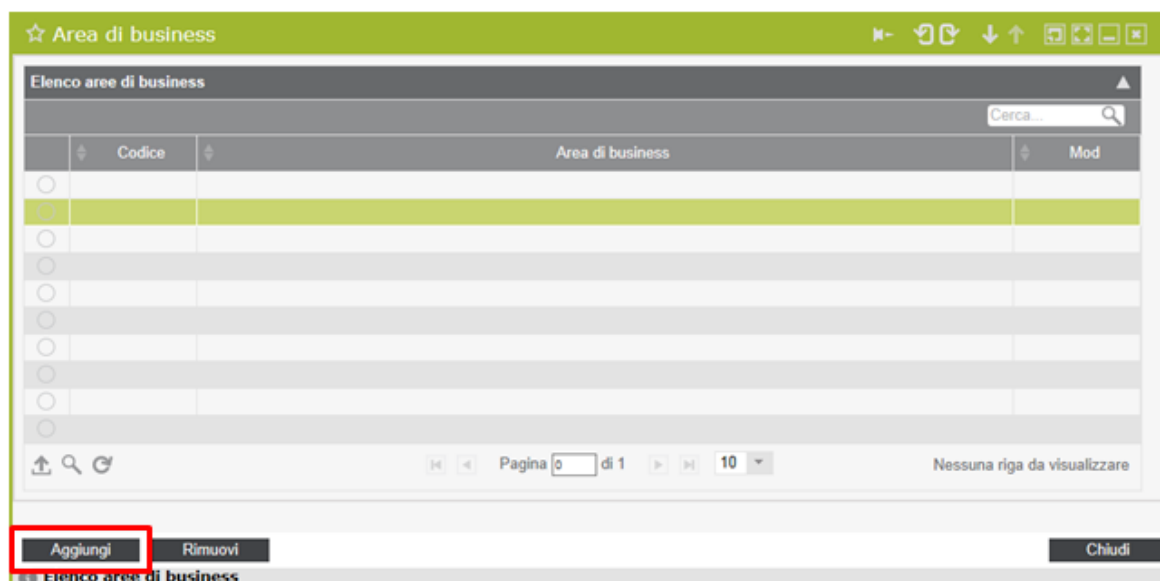 Area di business
Elenco aree di business
Cerca...
Codice Area di business Mod
Pagina 0 di 1 10 Nessuna riga da visualizzare
Aggiungi Rimuovi Chiudi
Elenco aree di business